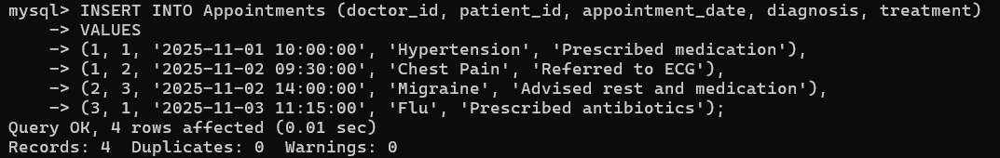 mysql> INSERT INTO Appointments (doctor_id, patient_id, appointment_date, diagnosis, treatment)
    -> VALUES
    -> (1, 1, '2025-11-01 10:00:00', 'Hypertension', 'Prescribed medication'),
    -> (1, 2, '2025-11-02 09:30:00', 'Chest Pain', 'Referred to ECG'),
    -> (2, 3, '2025-11-02 14:00:00', 'Migraine', 'Advised rest and medication'),
    -> (3, 1, '2025-11-03 11:15:00', 'Flu', 'Prescribed antibiotics');
Query OK, 4 rows affected (0.01 sec)
Records: 4  Duplicates: 0  Warnings: 0